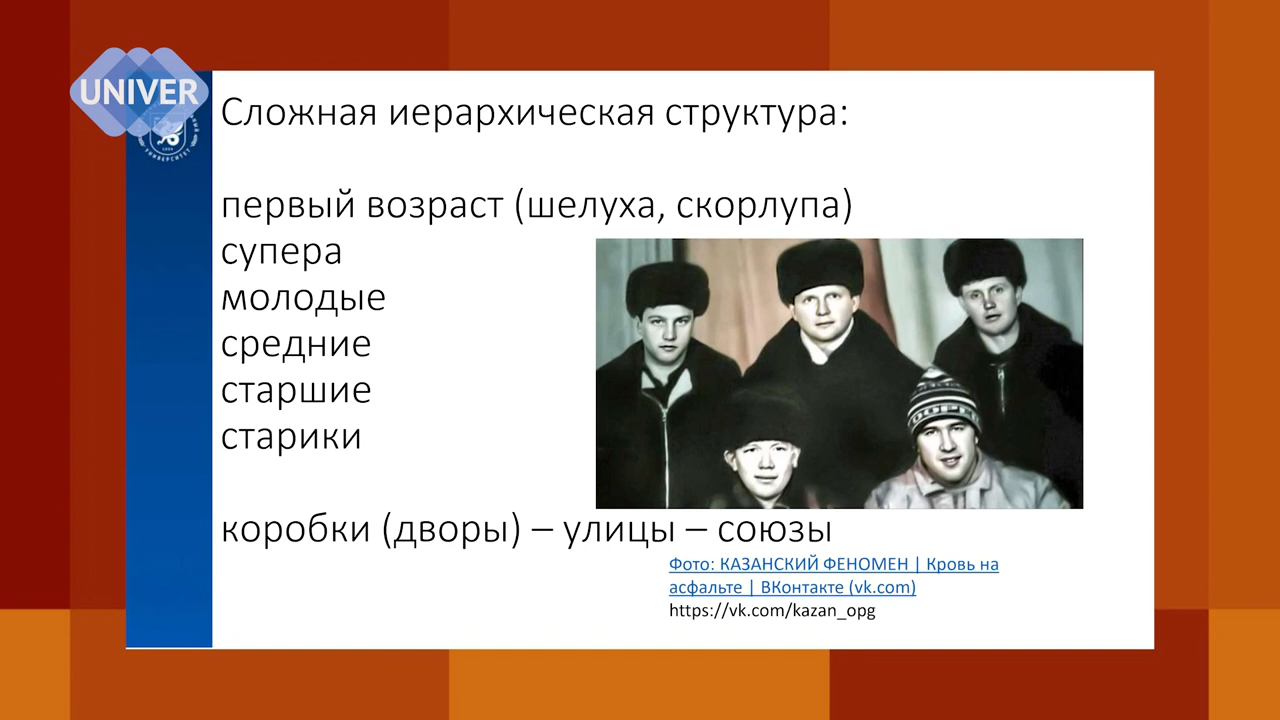 UNIVER
УНИВЕРСИТЕТ
Сложная иерархическая структура:
первый возраст (шелуха, скорлупа)
супера
молодые
средние
старшие
старики
коробки (дворы) – улицы – союзы
Фото: КАЗАНСКИЙ ФЕНОМЕН | Кровь на
асфальте | ВКонтакте (vk.com)
https://vk.com/kazan_opg